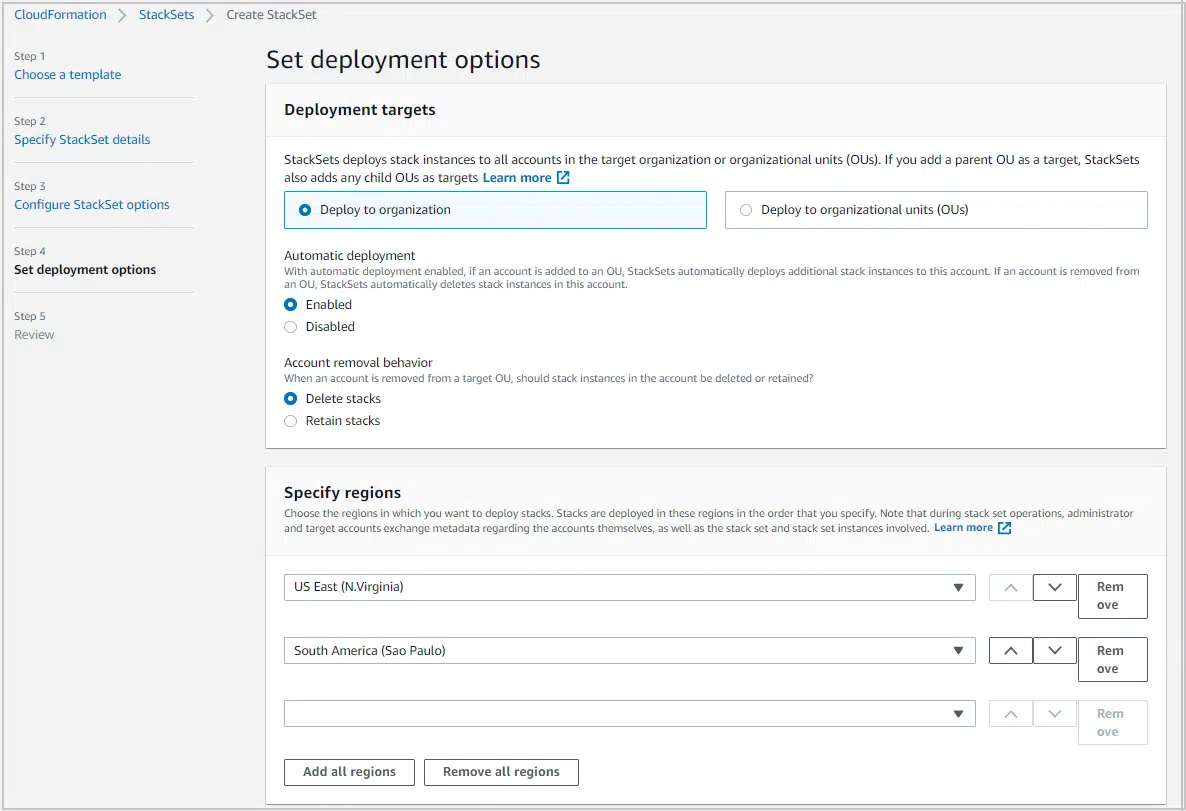 CloudFormation > StackSets > Create StackSet
Step 1
Choose a template
Step 2
Specify StackSet details
Step 3
Configure StackSet options
Step 4
Set deployment options
Step 5
Review
Set deployment options
Deployment targets
StackSets deploys stack instances to all accounts in the target organization or organizational units (OUs). If you add a parent OU as a target, StackSets
also adds any child OUs as targets Learn more
Deploy to organization
Deploy to organizational units (OUs)
Automatic deployment
With automatic deployment enabled, if an account is added to an OU, StackSets automatically deploys additional stack instances to this account. If an account is removed from
an OU, StackSets automatically deletes stack instances in this account.
Enabled
Disabled
Account removal behavior
When an account is removed from a target OU, should stack instances in the account be deleted or retained?
Delete stacks
Retain stacks
Specify regions
Choose the regions in which you want to deploy stacks. Stacks are deployed in these regions in the order that you specify. Note that during stack set operations, administrator
and target accounts exchange metadata regarding the accounts themselves, as well as the stack set and stack set instances involved. Learn more
US East (N.Virginia)
Rem
ove
South America (Sao Paulo)
Rem
ove
Rem
ove
Add all regions
Remove all regions